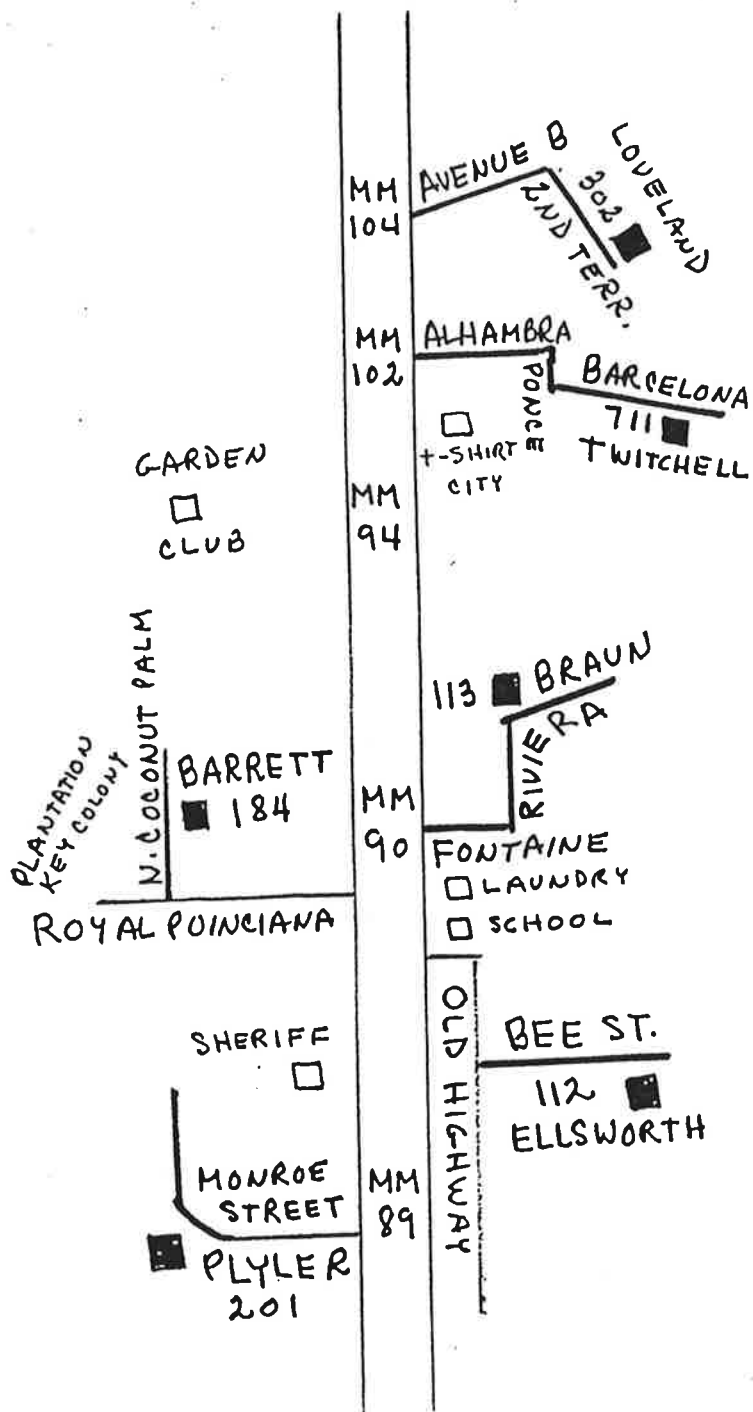 MM
104
AVENUE B
2ND TERR.
302
LOVELAND
MM
102
ALHAMBRA
PONCE
BARCELONA
711
TWITCHELL
T-SHIRT
CITY
GARDEN
CLUB
MM
94
113
BRAUN
RIVIERA
N. COCONUT PALM
PLANTATION
KEY COLONY
BARRETT
184
MM
90
FONTAINE
LAUNDRY
SCHOOL
ROYAL POINCIANA
OLD HIGHWAY
BEE ST.
112
ELLSWORTH
SHERIFF
MONROE
STREET
MM
89
PLYLER
201